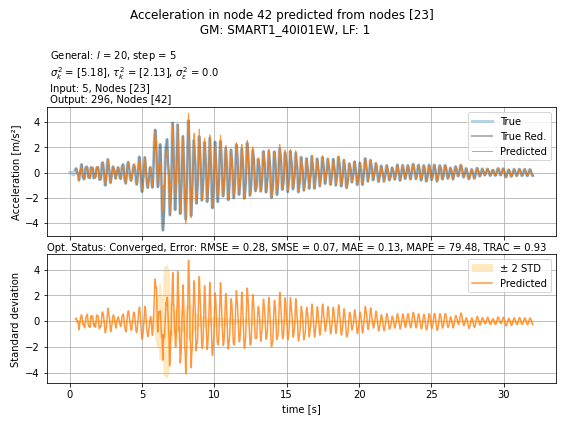 Acceleration in node 42 predicted from nodes [23]
GM: SMART1_40I01EW, LF: 1
General: l = 20, step = 5
σ²ₖ = [5.18], τ²ₖ = [2.13], σ²_ε = 0.0
Input: 5, Nodes [23]
Output: 296, Nodes [42]
Acceleration [m/s²]
4
2
0
−2
−4
True
True Red.
Predicted
Opt. Status: Converged, Error: RMSE = 0.28, SMSE = 0.07, MAE = 0.13, MAPE = 79.48, TRAC = 0.93
Standard deviation
4
2
0
−2
−4
± 2 STD
Predicted
0 5 10 15 20 25 30
time [s]